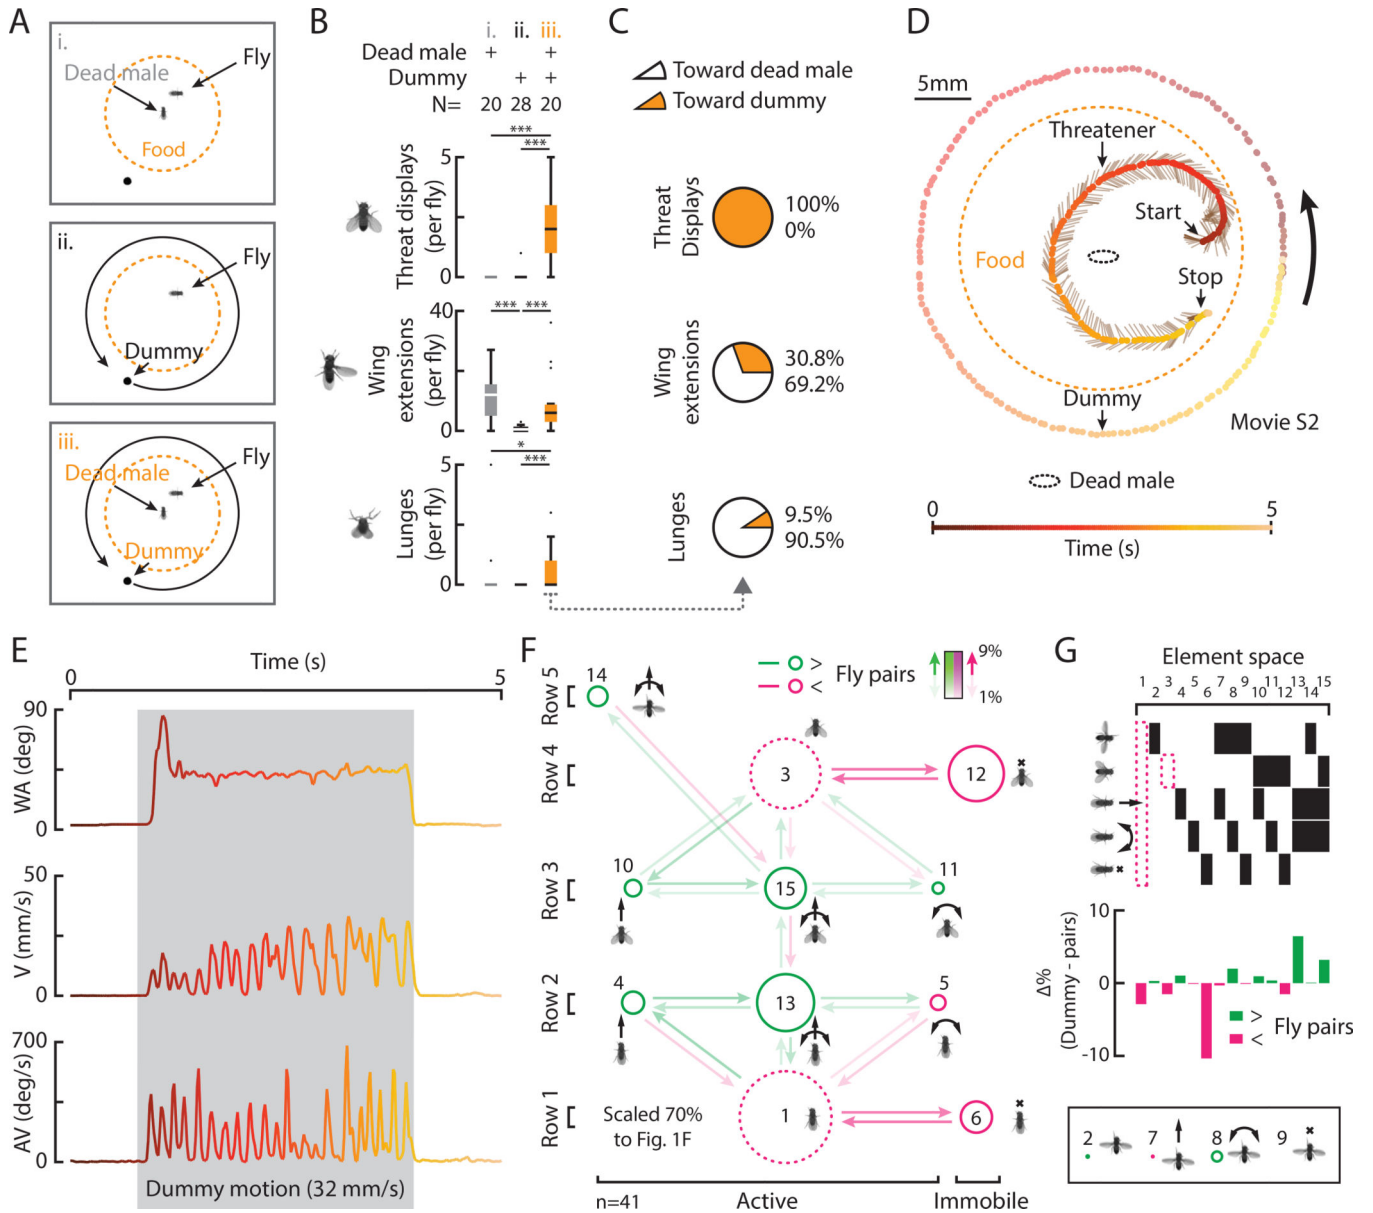 A
i.
Fly
Dead male
Food
ii.
Fly
Dummy
iii.
Fly
Dead male
Dummy
B
i. ii. iii.
Dead male + +
Dummy + +
N= 20 28 20
***
***
5
0
Threat displays
(per fly)
*** ***
40
0
Wing
extensions
(per fly)
*
***
5
0
Lunges
(per fly)
C
Toward dead male
Toward dummy
Threat
Displays
100%
0%
Wing
extensions
30.8%
69.2%
Lunges
9.5%
90.5%
D
5mm
Threatener
Start
Food
Stop
Dummy
Movie S2
Dead male
0 5
Time (s)
E
Time (s)
0 5
90
0
WA (deg)
50
0
V (mm/s)
700
0
AV (deg/s)
Dummy motion (32 mm/s)
F
> Fly pairs
<
9%
1%
Row 5
14
Row 4
3
12
Row 3
10
15
11
Row 2
4
13
5
Row 1
1
6
Scaled 70%
to Fig. 1F
n=41
Active
Immobile
G
Element space
1 3 5 7 9 11 13 15
2 4 6 8 10 12 14
10
0
-10
Δ%
(Dummy - pairs)
> Fly pairs
<
2 7 8 9